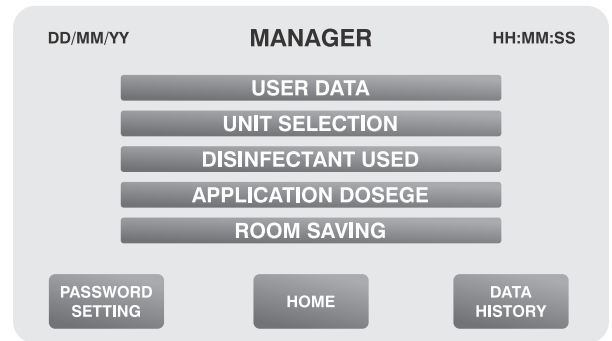 DD/MM/YY MANAGER HH:MM:SS
USER DATA
UNIT SELECTION
DISINFECTANT USED
APPLICATION DOSEGE
ROOM SAVING
PASSWORD
SETTING
HOME
DATA
HISTORY